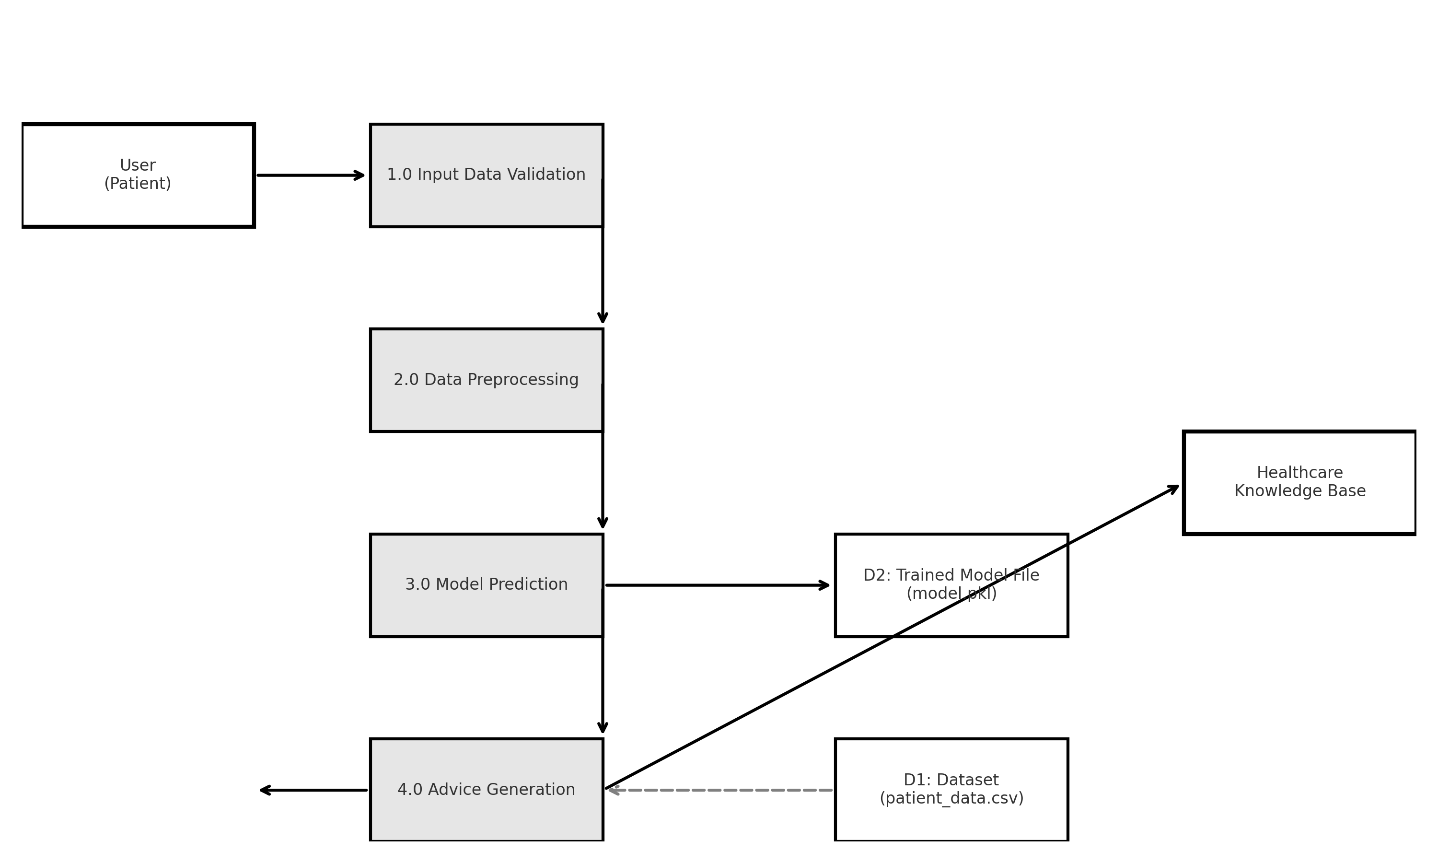 User
(Patient)
1.0 Input Data Validation
2.0 Data Preprocessing
Healthcare
Knowledge Base
3.0 Model Prediction
D2: Trained Model File
(model.pkl)
4.0 Advice Generation
D1: Dataset
(patient_data.csv)